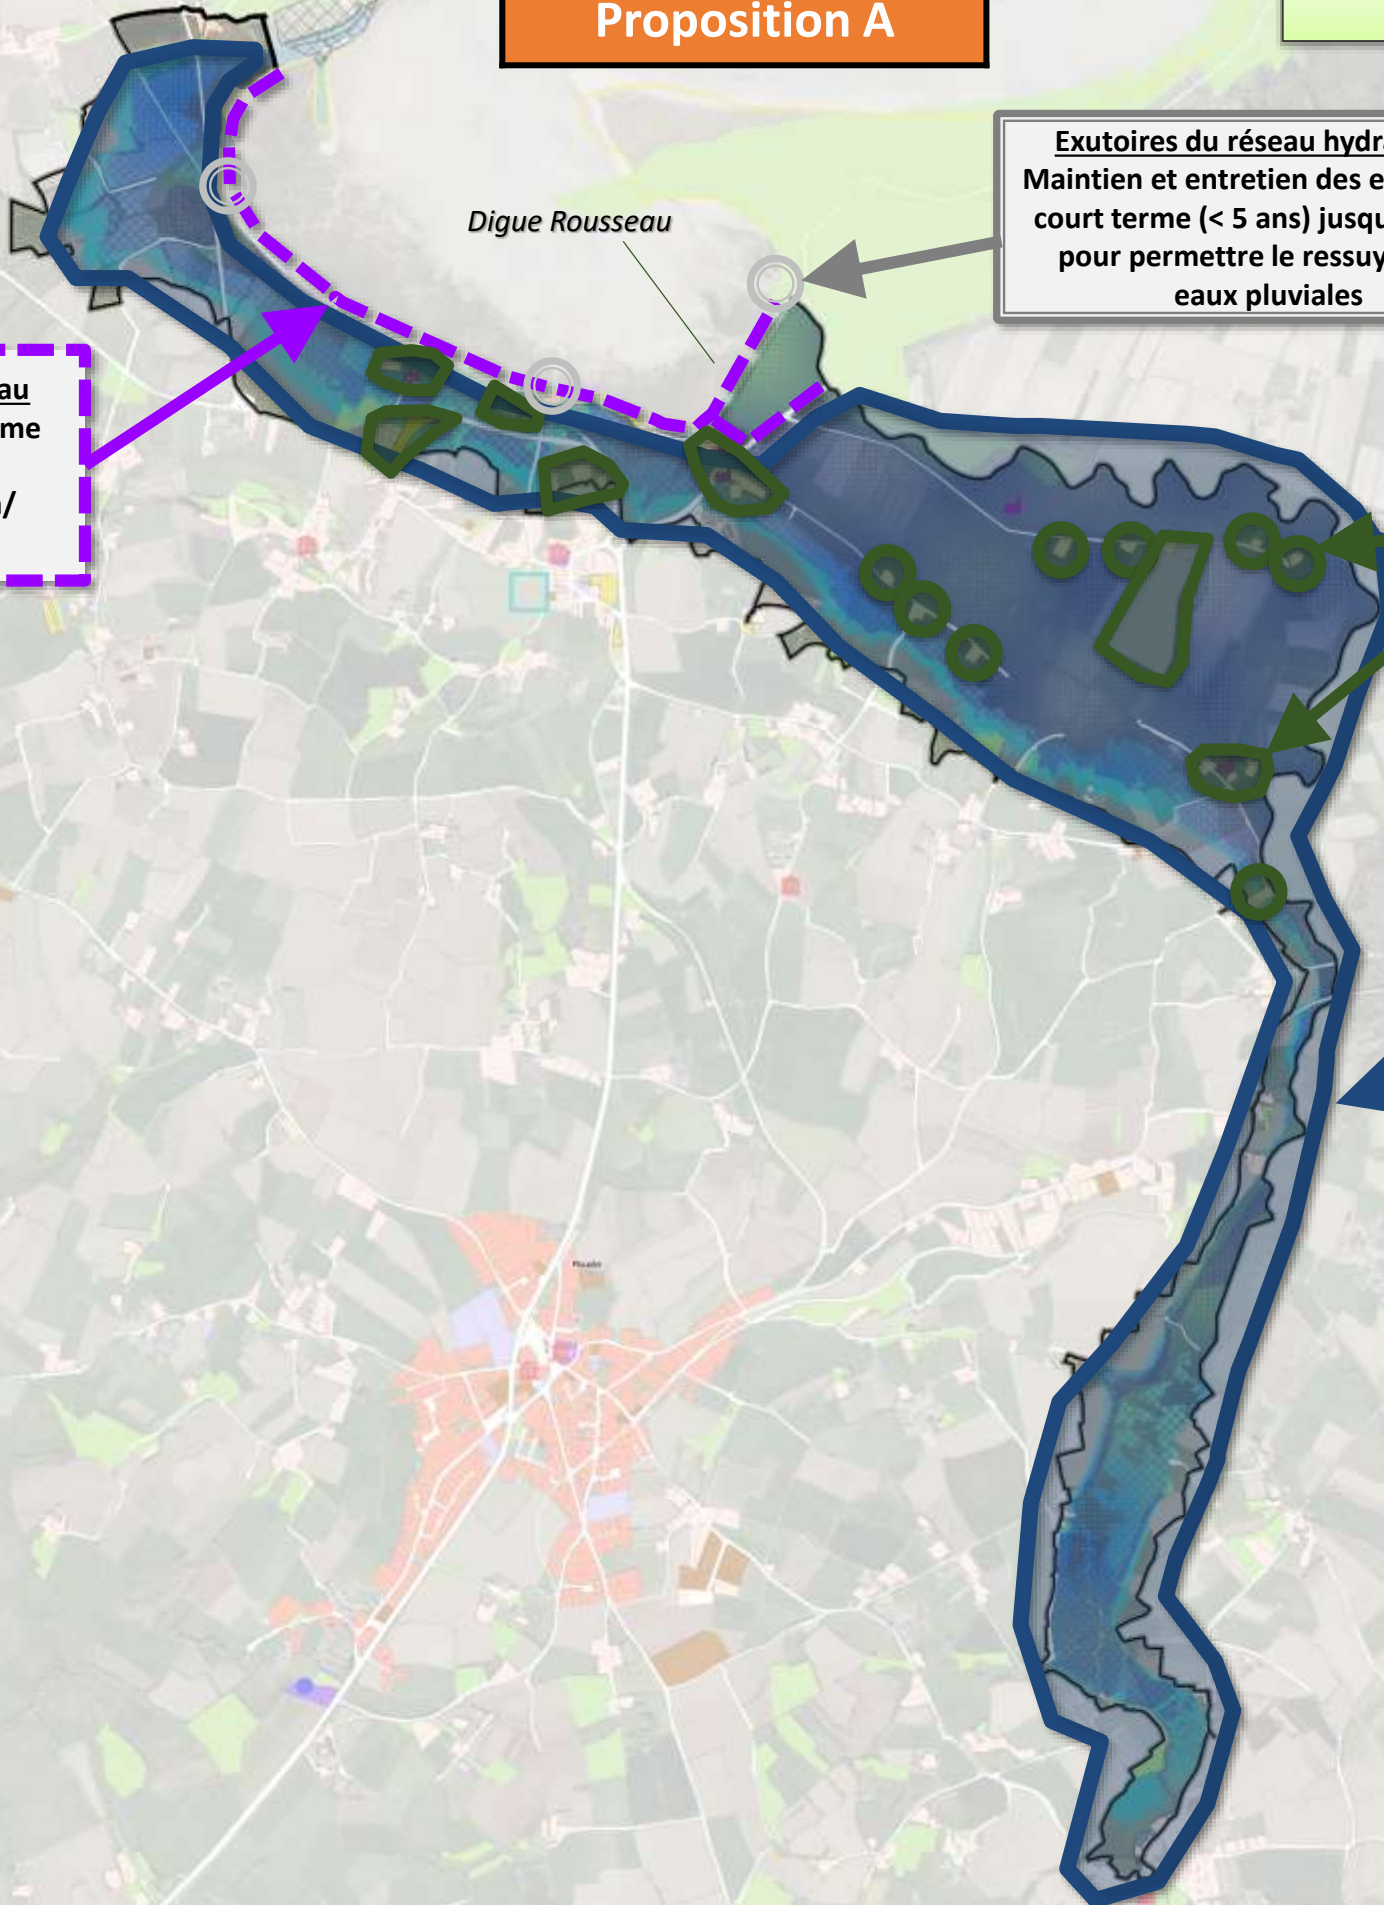 Proposition A
Exutoires du réseau hydra
Maintien et entretien des e
court terme (< 5 ans) jusqu
pour permettre le ressuy
eaux pluviales
Digue Rousseau
au
me
/